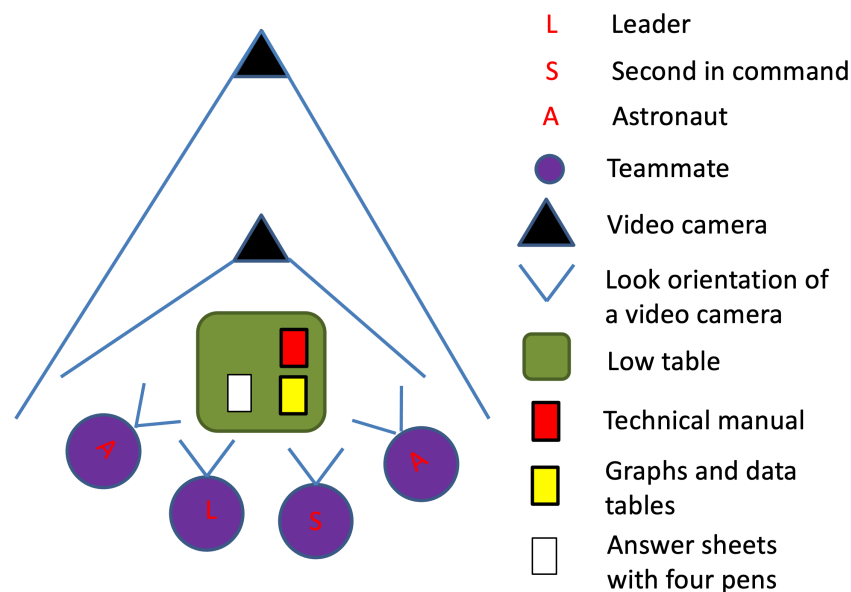 L Leader
S Second in command
A Astronaut
Teammate
Video camera
Look orientation of
a video camera
Low table
Technical manual
Graphs and data
tables
Answer sheets
with four pens
A
A
L
S